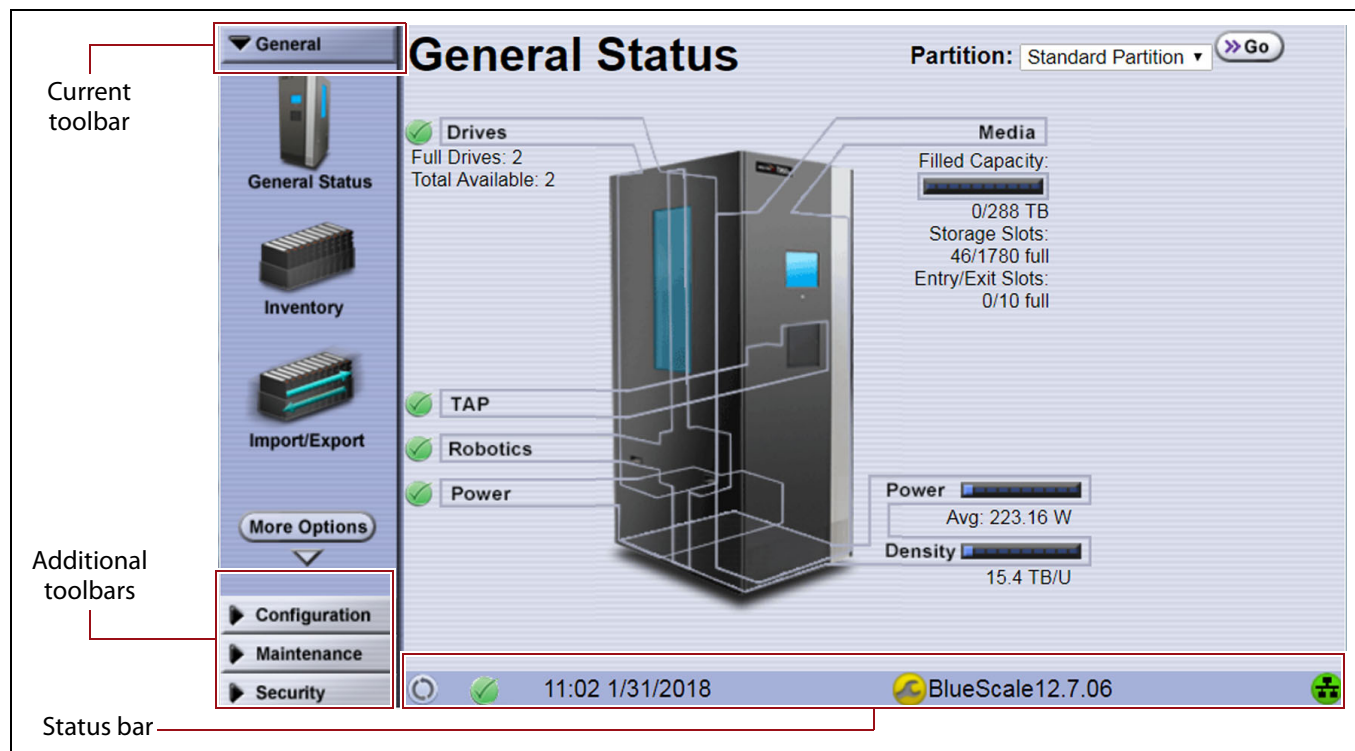 Current
toolbar
Additional
toolbars
Status bar
General
General Status
Inventory
Import/Export
More Options
Configuration
Maintenance
Security
General Status
Partition: Standard Partition
Go
Drives
Full Drives: 2
Total Available: 2
TAP
Robotics
Power
Media
Filled Capacity:
0/288 TB
Storage Slots:
46/1780 full
Entry/Exit Slots:
0/10 full
Power
Avg: 223.16 W
Density
15.4 TB/U
11:02 1/31/2018
BlueScale12.7.06